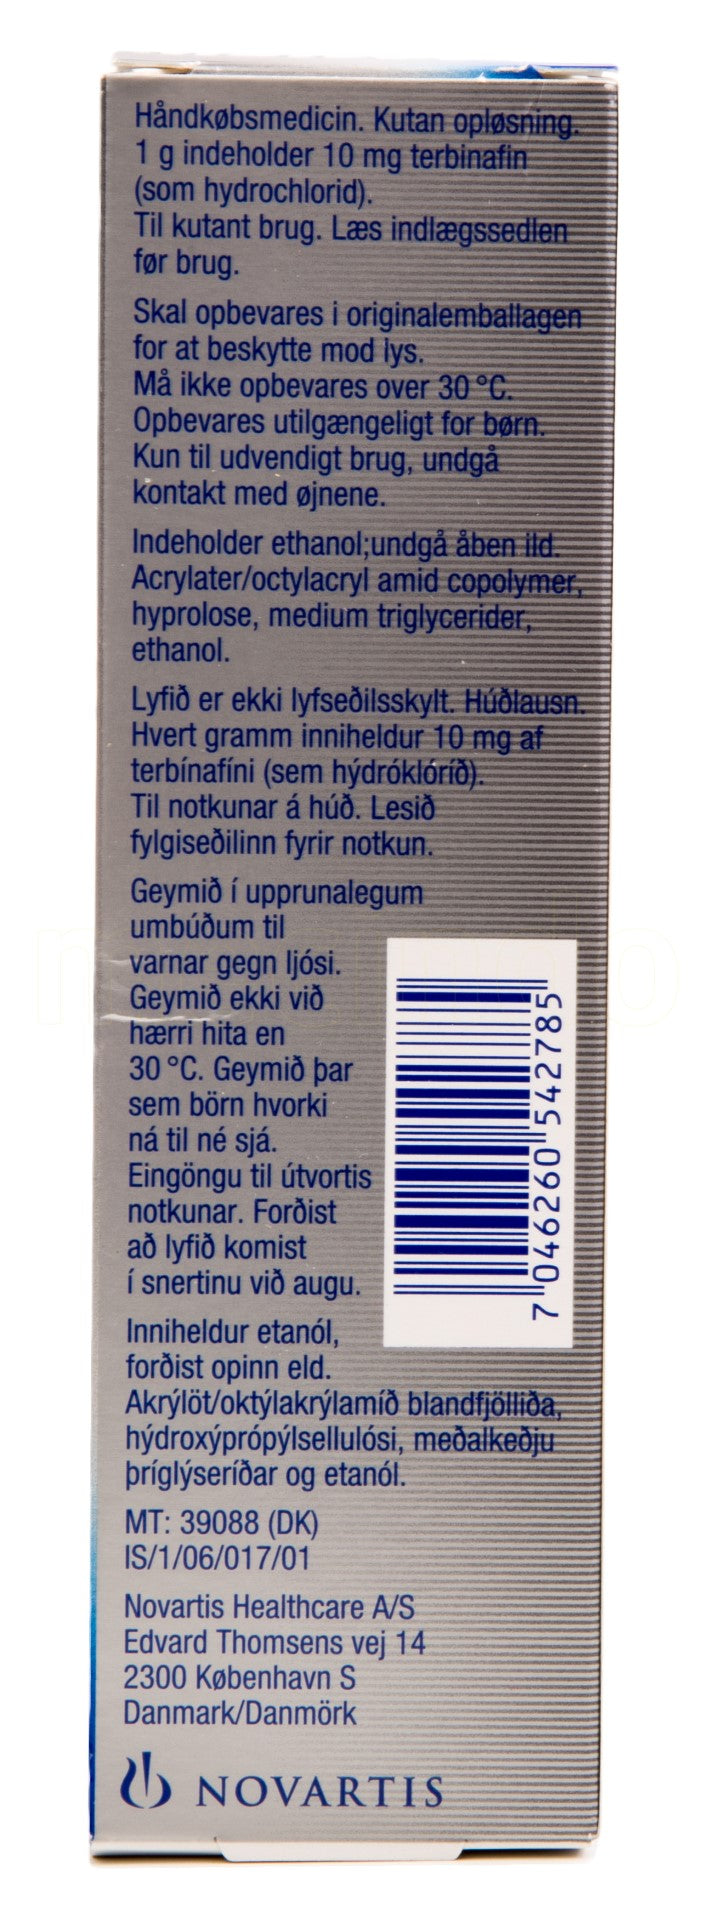 Håndkøbsmedicin. Kutan opløsning.
1 g indeholder 10 mg terbinafin
(som hydrochlorid).
Til kutant brug. Læs indlægssedlen
før brug.
Skal opbevares i originalemballagen
for at beskytte mod lys.
Må ikke opbevares over 30 °C.
Opbevares utilgængeligt for børn.
Kun til udvendigt brug, undgå
kontakt med øjnene.
Indeholder ethanol;undgå åben ild.
Acrylater/octylacryl amid copolymer,
hyprolose, medium triglycerider,
ethanol.
Lyfið er ekki lyfseðilsskylt. Húðlausn.
Hvert gramm inniheldur 10 mg af
terbínafíni (sem hýdróklóríð).
Til notkunar á húð. Lesið
fylgiseðilinn fyrir notkun.
Geymið í upprunalegum
umbúðum til
varnar gegn ljósi.
Geymið ekki við
hærri hita en
30 °C. Geymið þar
sem börn hvorki
ná til né sjá.
Eingöngu til útvortis
notkunar. Forðist
að lyfið komist
í snertinu við augu.
Inniheldur etanól,
forðist opinn eld.
Akrýlöt/oktýlakrýlamíð blandfjölliða,
hýdroxýprópýlsellulósi, meðalkeðju
þríglýseríðar og etanól.
MT: 39088 (DK)
IS/1/06/017/01
Novartis Healthcare A/S
Edvard Thomsens vej 14
2300 København S
Danmark/Danmörk
NOVARTIS
7 046260 542785